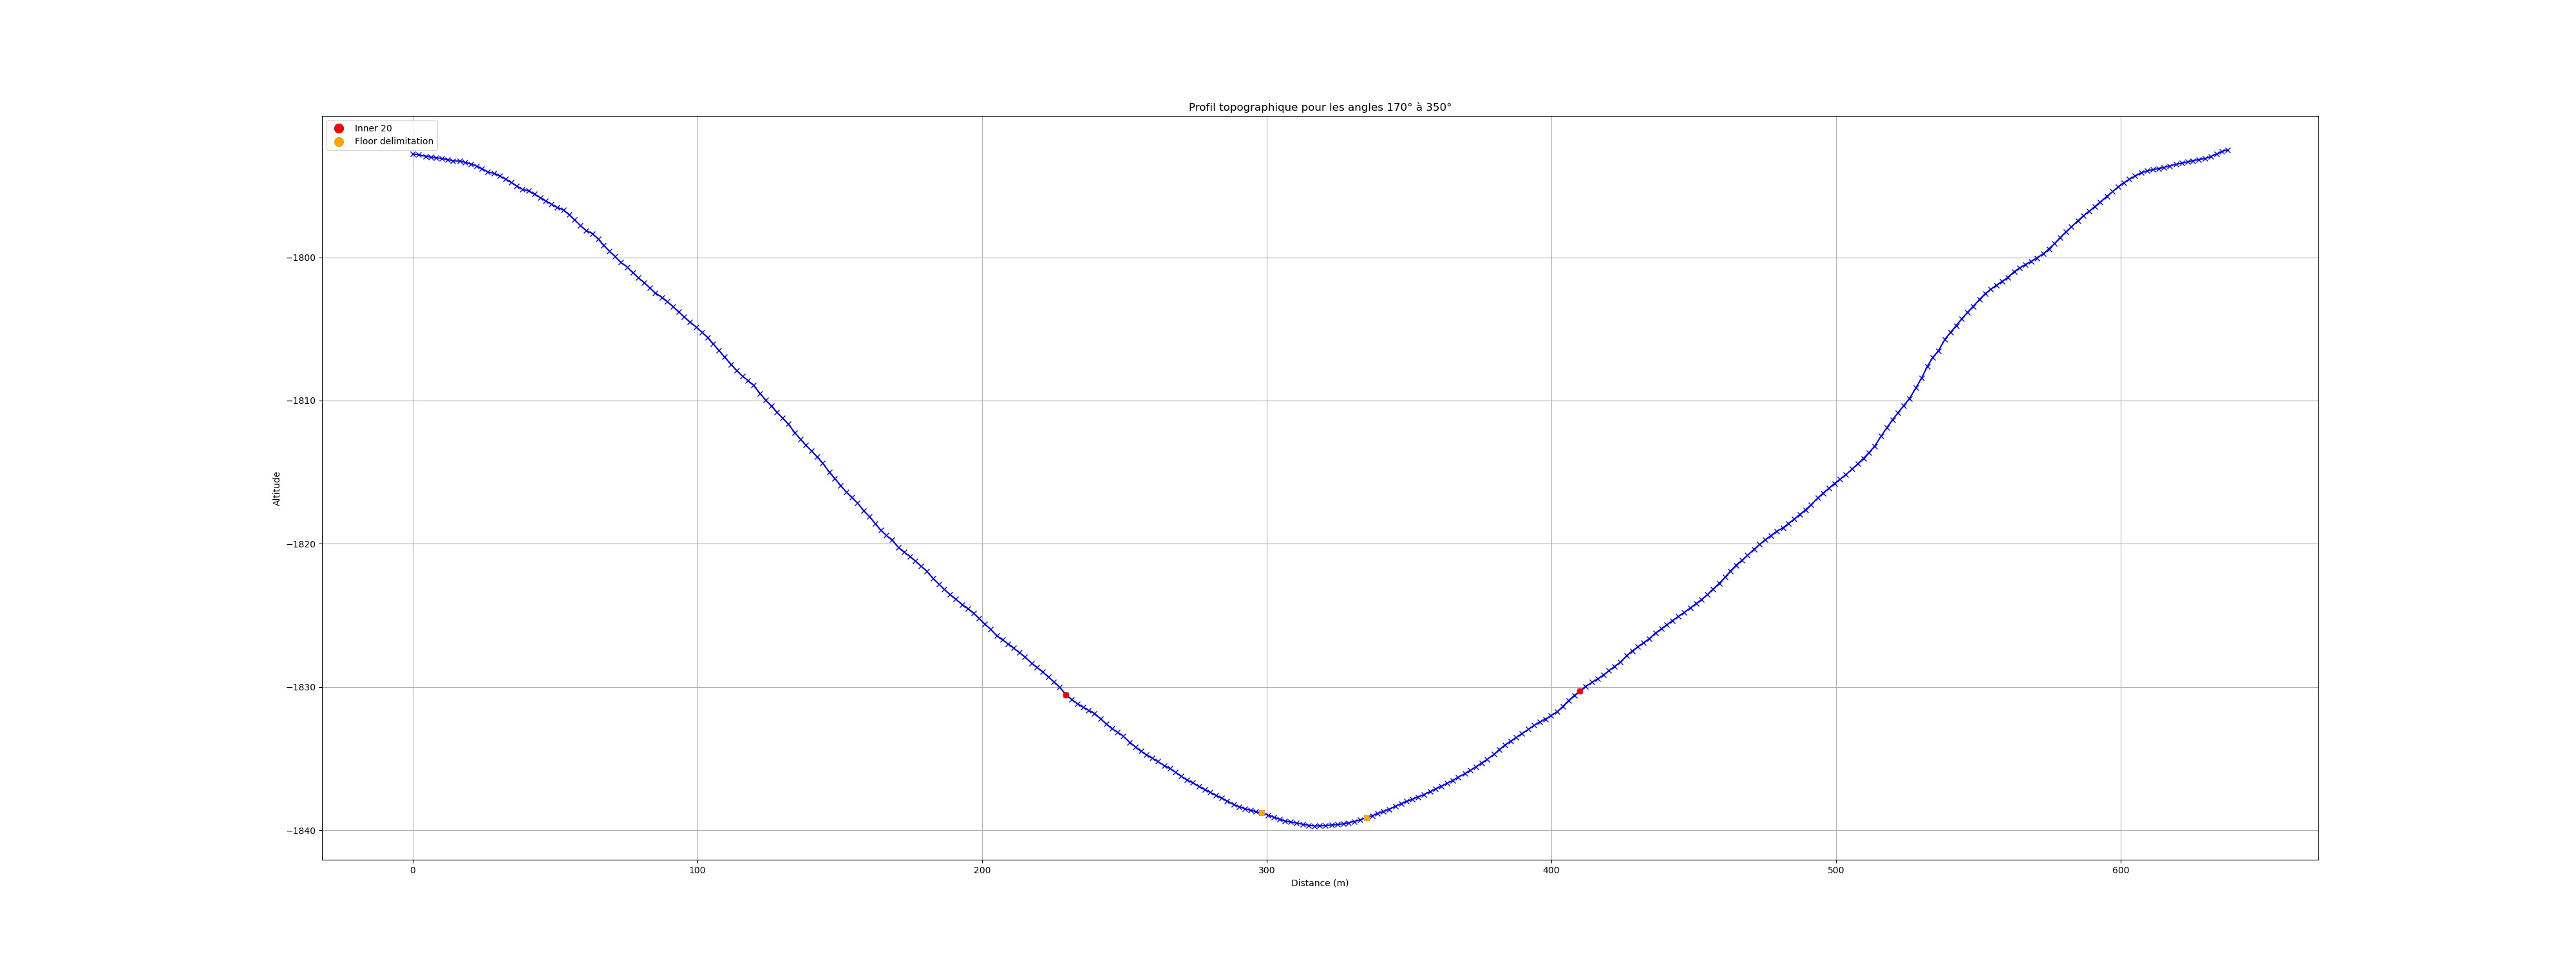 Profil topographique pour les angles 170° à 350°
Inner 20
Floor delimitation
Altitude
−1800
−1810
−1820
−1830
−1840
0 100 200 300 400 500 600
Distance (m)